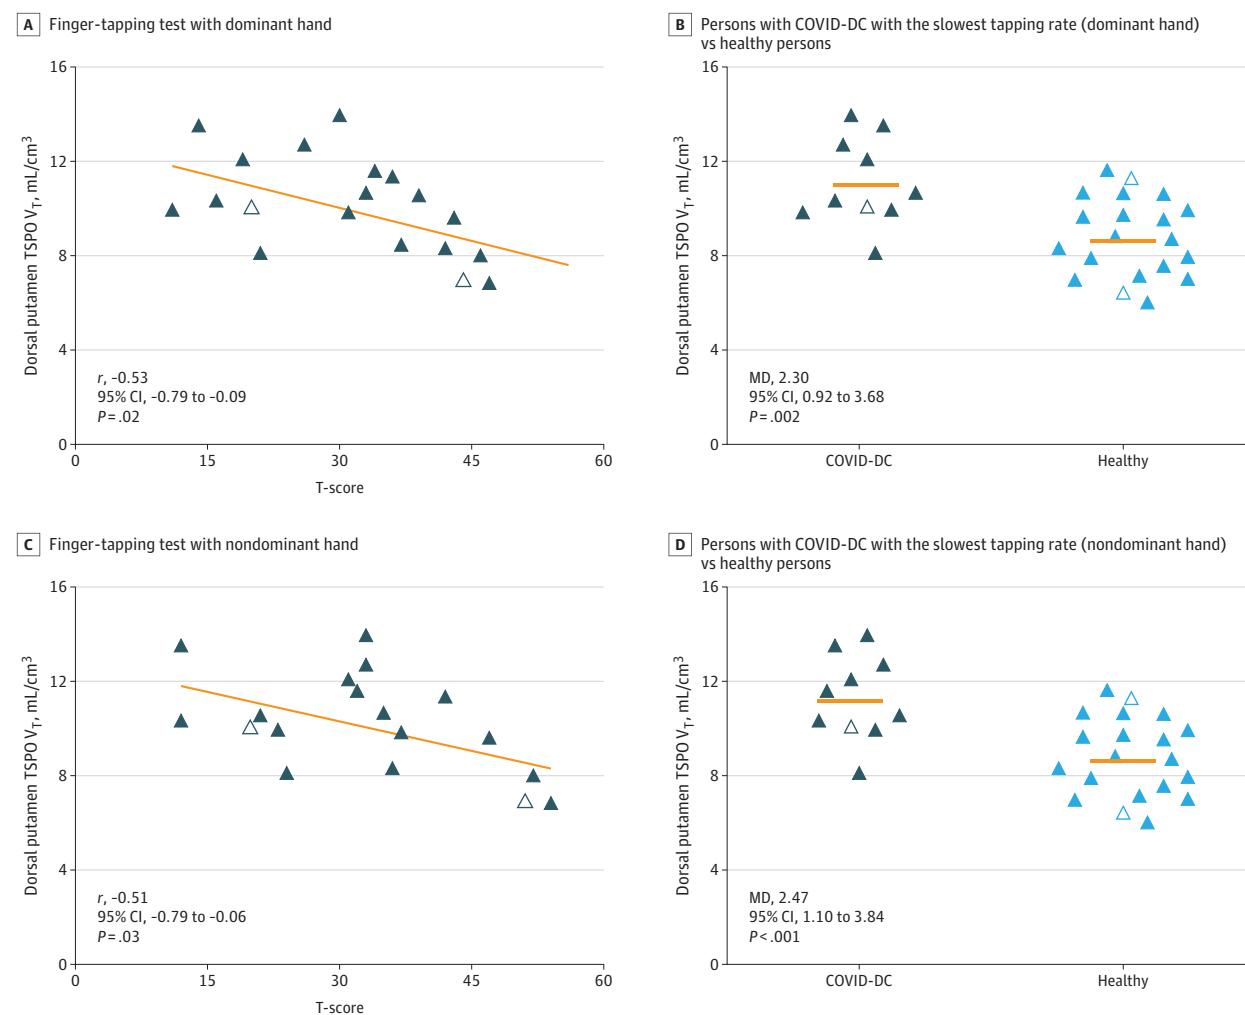 A Finger-tapping test with dominant hand
16
12
8
4
0
Dorsal putamen TSPO VT, mL/cm3
r, -0.53
95% CI, -0.79 to -0.09
P = .02
0 15 30 45 60
T-score
B Persons with COVID-DC with the slowest tapping rate (dominant hand)
vs healthy persons
16
12
8
4
0
Dorsal putamen TSPO VT, mL/cm3
MD, 2.30
95% CI, 0.92 to 3.68
P = .002
COVID-DC Healthy
C Finger-tapping test with nondominant hand
16
12
8
4
0
Dorsal putamen TSPO VT, mL/cm3
r, -0.51
95% CI, -0.79 to -0.06
P = .03
0 15 30 45 60
T-score
D Persons with COVID-DC with the slowest tapping rate (nondominant hand)
vs healthy persons
16
12
8
4
0
Dorsal putamen TSPO VT, mL/cm3
MD, 2.47
95% CI, 1.10 to 3.84
P < .001
COVID-DC Healthy